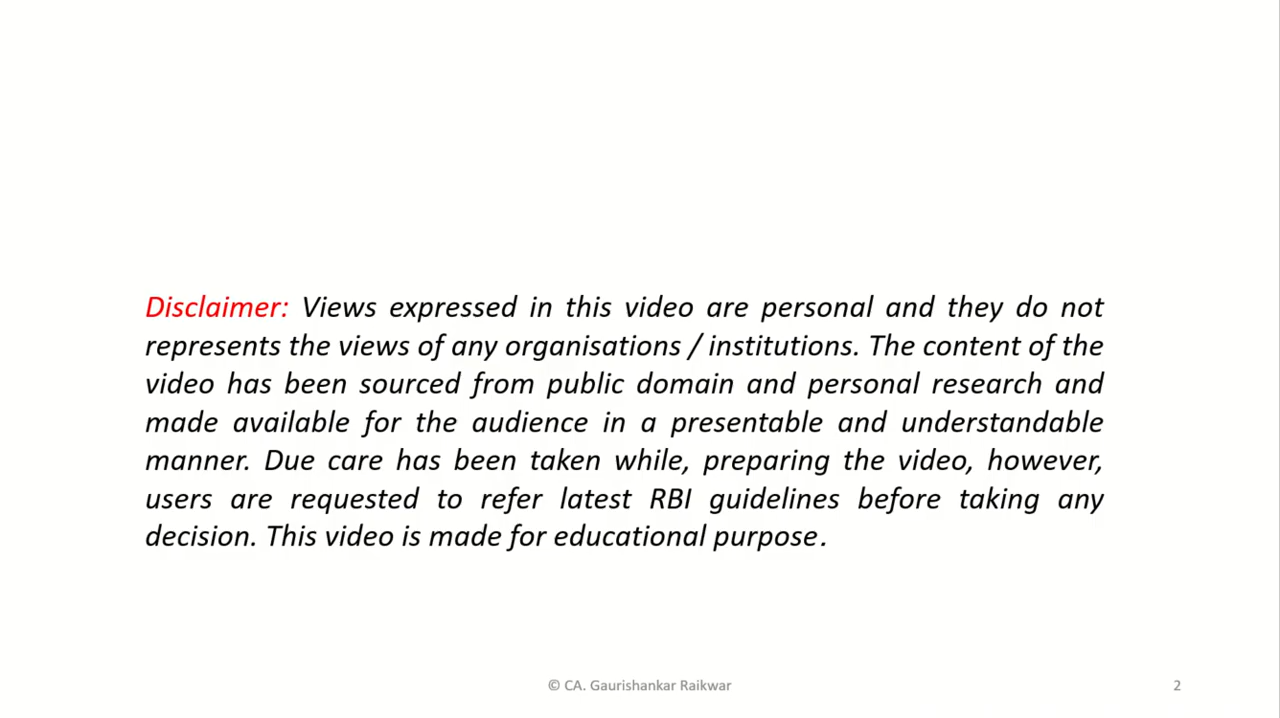 Disclaimer: Views expressed in this video are personal and they do not
represents the views of any organisations / institutions. The content of the
video has been sourced from public domain and personal research and
made available for the audience in a presentable and understandable
manner. Due care has been taken while, preparing the video, however,
users are requested to refer latest RBI guidelines before taking any
decision. This video is made for educational purpose.
© CA. Gaurishankar Raikwar
2